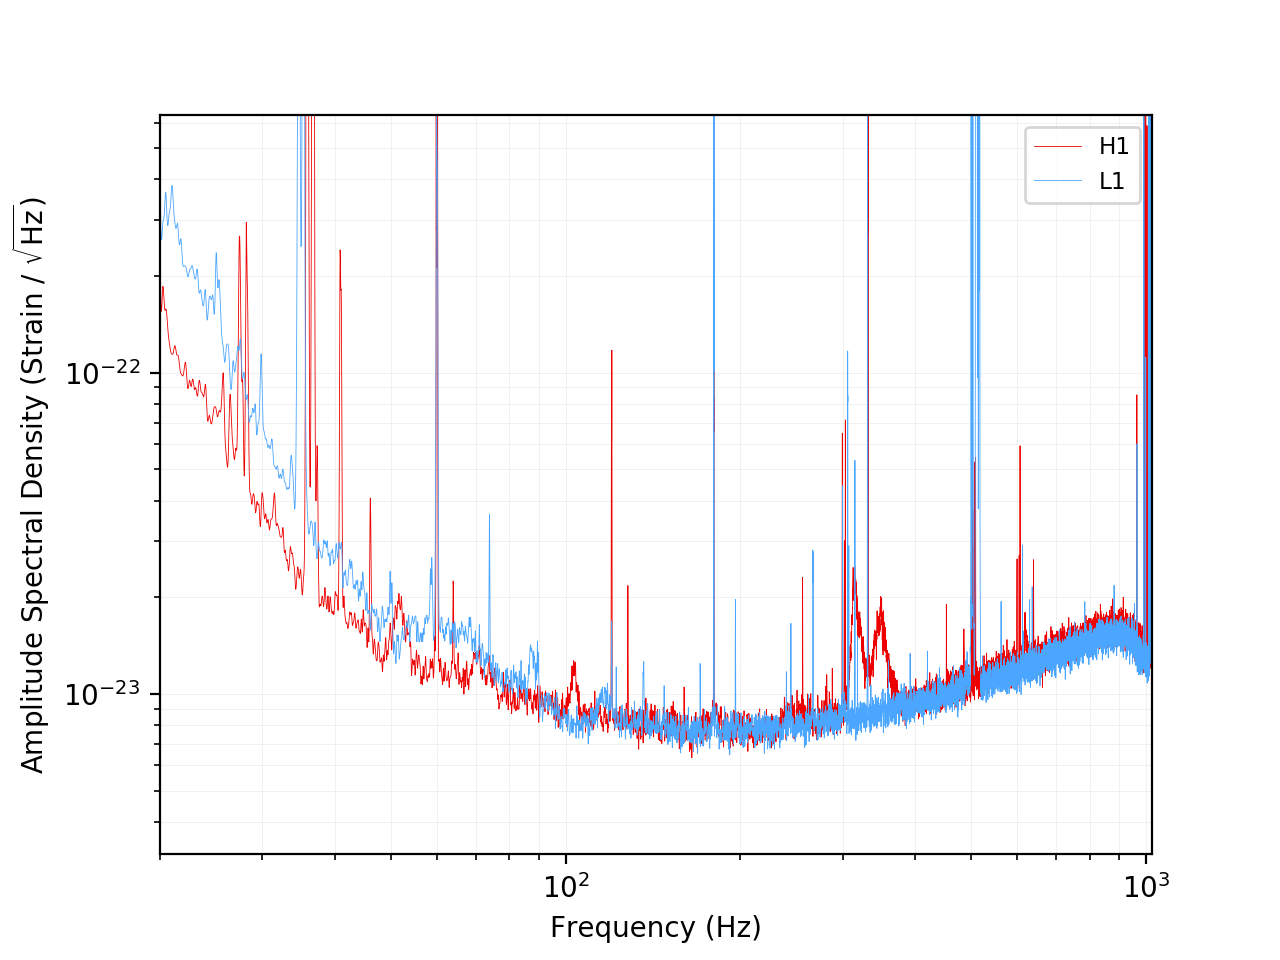 H1
L1
Amplitude Spectral Density (Strain / √Hz)
10⁻²²
10⁻²³
10²
10³
Frequency (Hz)